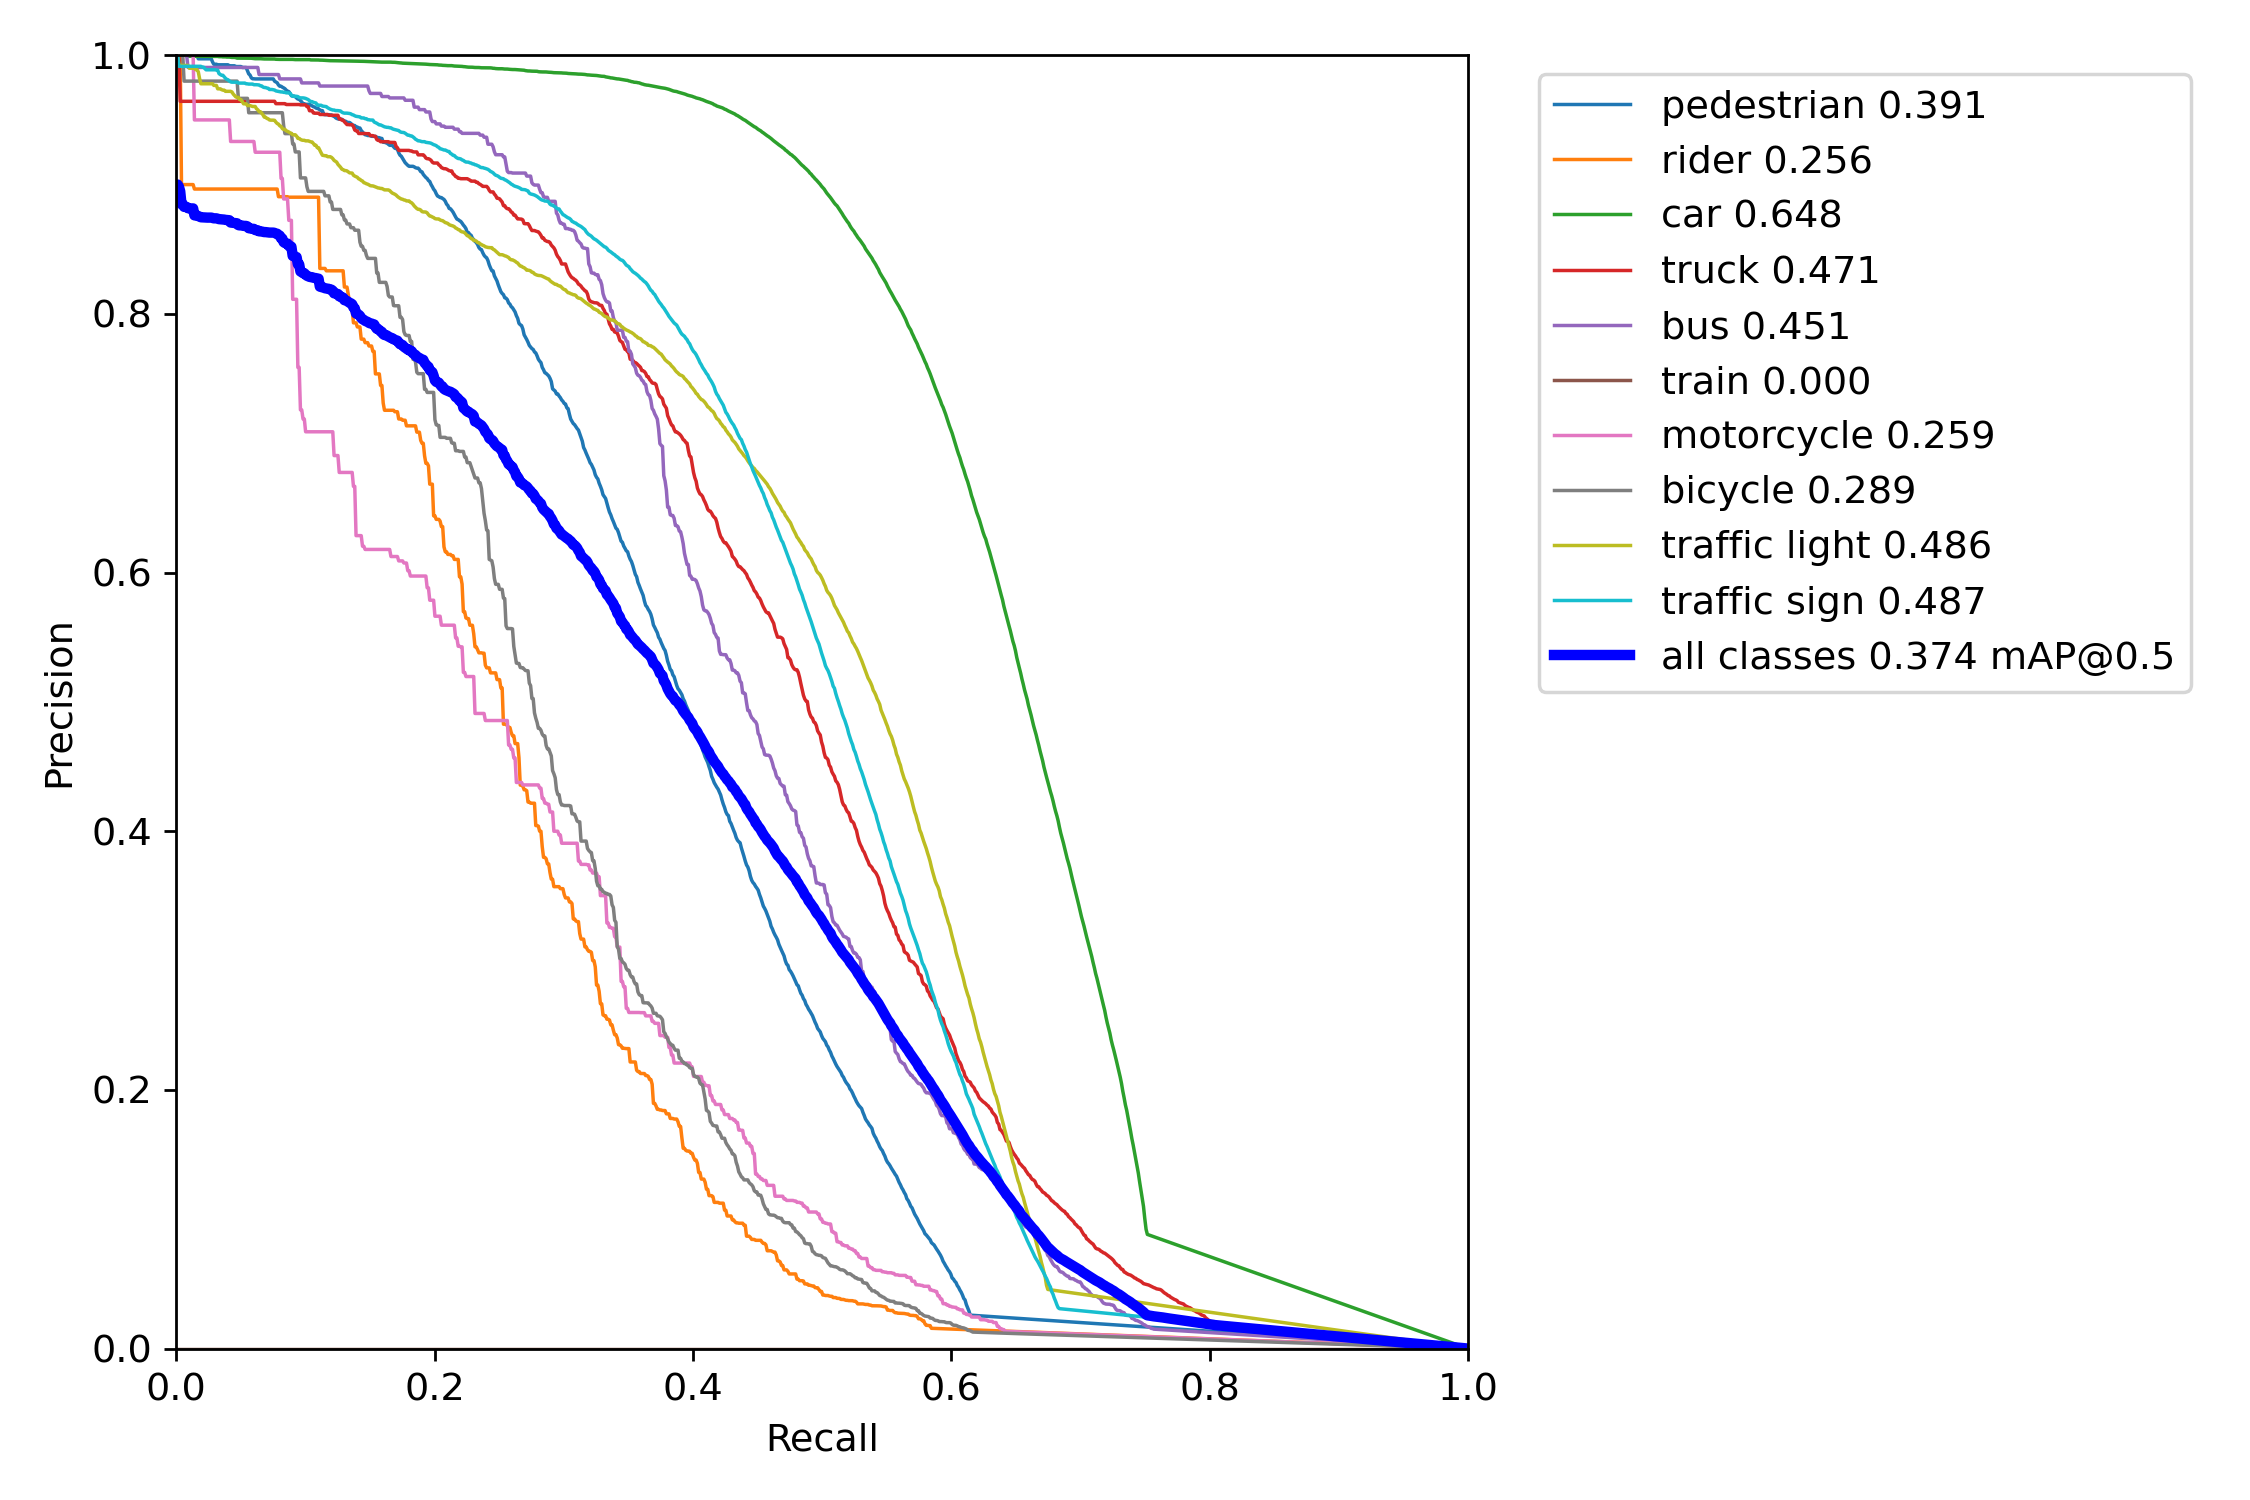 1.0
0.8
0.6
0.4
0.2
0.0
Precision
0.0 0.2 0.4 0.6 0.8 1.0
Recall
pedestrian 0.391
rider 0.256
car 0.648
truck 0.471
bus 0.451
train 0.000
motorcycle 0.259
bicycle 0.289
traffic light 0.486
traffic sign 0.487
all classes 0.374 mAP@0.5